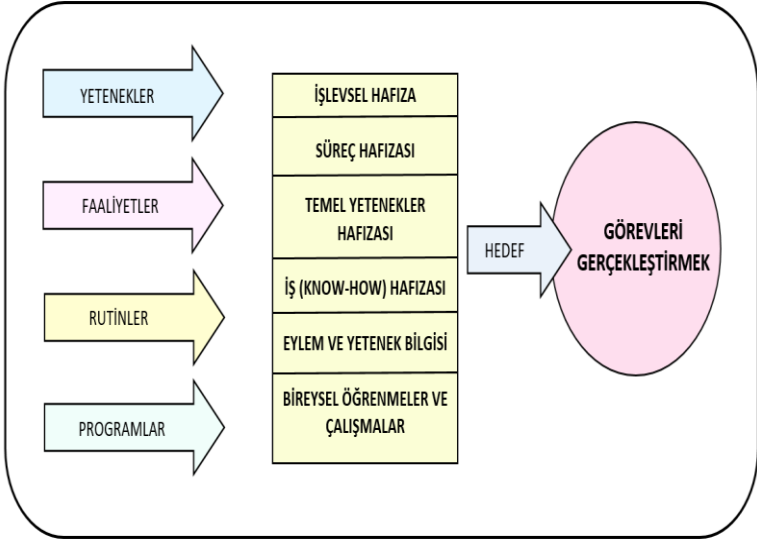 YETENEKLER
FAALİYETLER
RUTİNLER
PROGRAMLAR
İŞLEVSEL HAFIZA
SÜREÇ HAFIZASI
TEMEL YETENEKLER
HAFIZASI
İŞ (KNOW-HOW) HAFIZASI
EYLEM VE YETENEK BİLGİSİ
BİREYSEL ÖĞRENMELER VE
ÇALIŞMALAR
HEDEF
GÖREVLERİ
GERÇEKLEŞTİRMEK